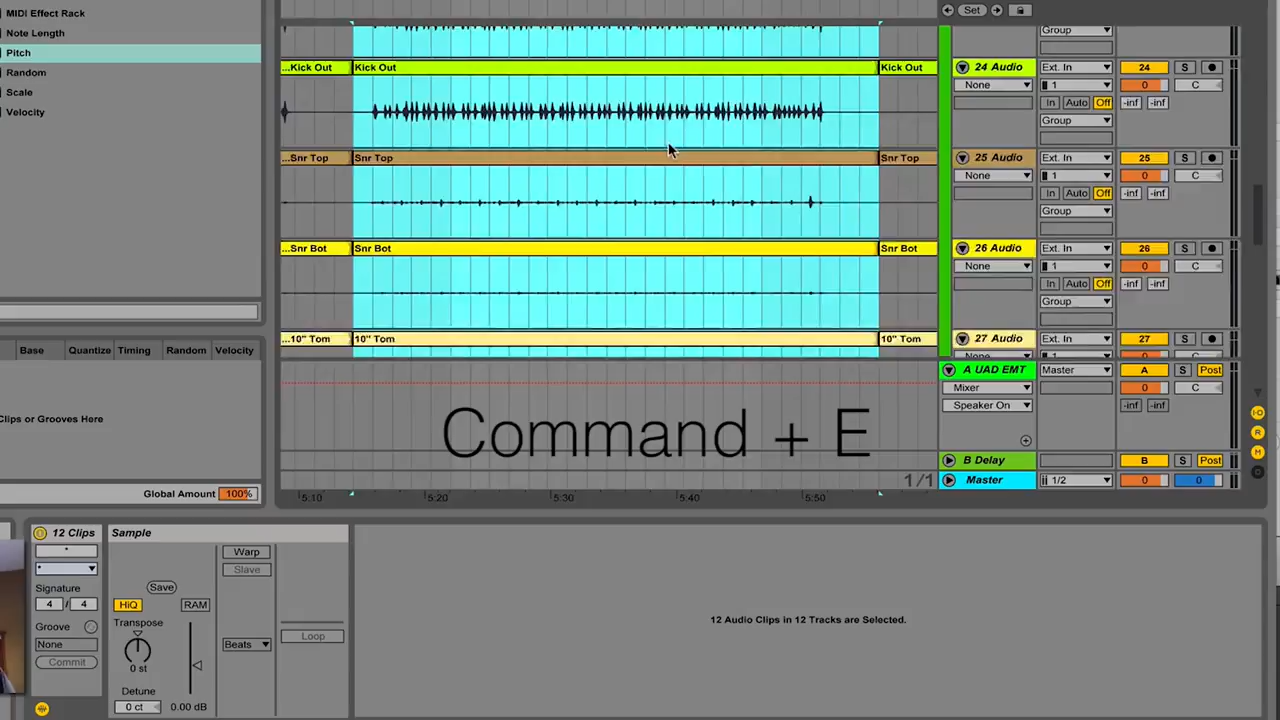 MIDI Effect Rack
Note Length
Pitch
Random
Scale
Velocity
Base Quantize Timing Random Velocity
Clips or Grooves Here
Global Amount 100%
Set
Group
...Kick Out Kick Out Kick Out
24 Audio Ext. In 24 S
None 1 0 C
In Auto Off -inf -inf
Group
...Snr Top Snr Top Snr Top
25 Audio Ext. In 25 S
None 1 0 C
In Auto Off -inf -inf
Group
...Snr Bot Snr Bot Snr Bot
26 Audio Ext. In 26 S
None 1 0 C
In Auto Off -inf -inf
Group
...10" Tom 10" Tom 10" Tom
27 Audio Ext. In 27 S
None 1 0 C
A UAD EMT Master A Post
Mixer 0 C
Speaker On -inf -inf
Command + E
B Delay B S Post
1/1
Master 1/2 0 0
5:10 5:20 5:30 5:40 5:50
12 Clips
*
*
Signature
4 / 4
Groove
None
Commit
Sample
Save
HiQ RAM
Transpose
0 st
Detune
0 ct 0.00 dB
Warp
Slave
Beats
Loop
12 Audio Clips in 12 Tracks are Selected.
I-O
R
M